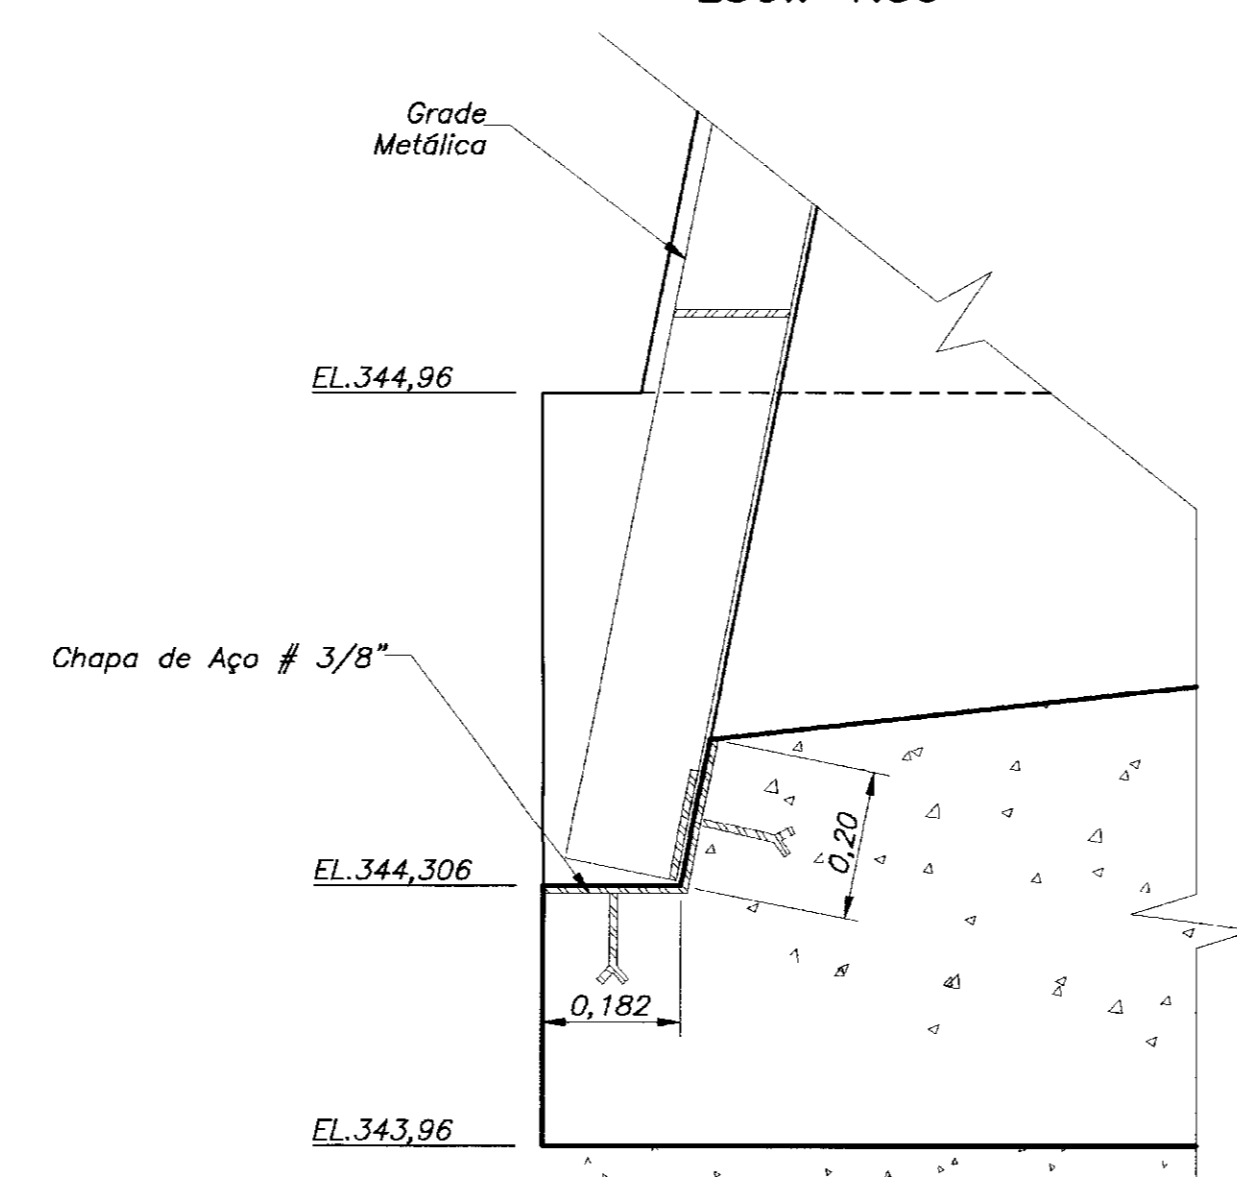 Grade
Metálica
EL.344,96
Chapa de Aço # 3/8"
0,20
EL.344,306
0,182
EL.343,96